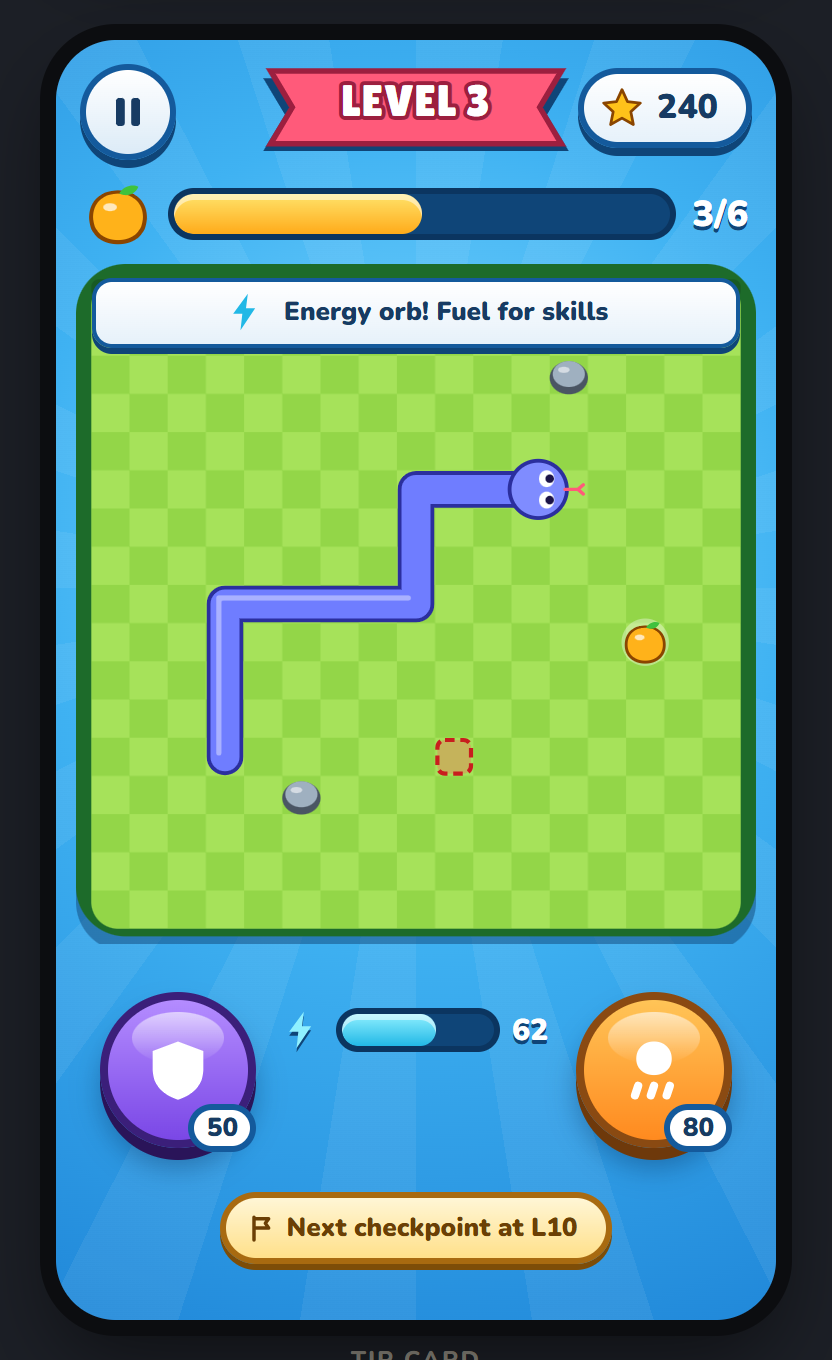 LEVEL 3
240
3/6
Energy orb! Fuel for skills
62
50
80
Next checkpoint at L10
TIP CARD